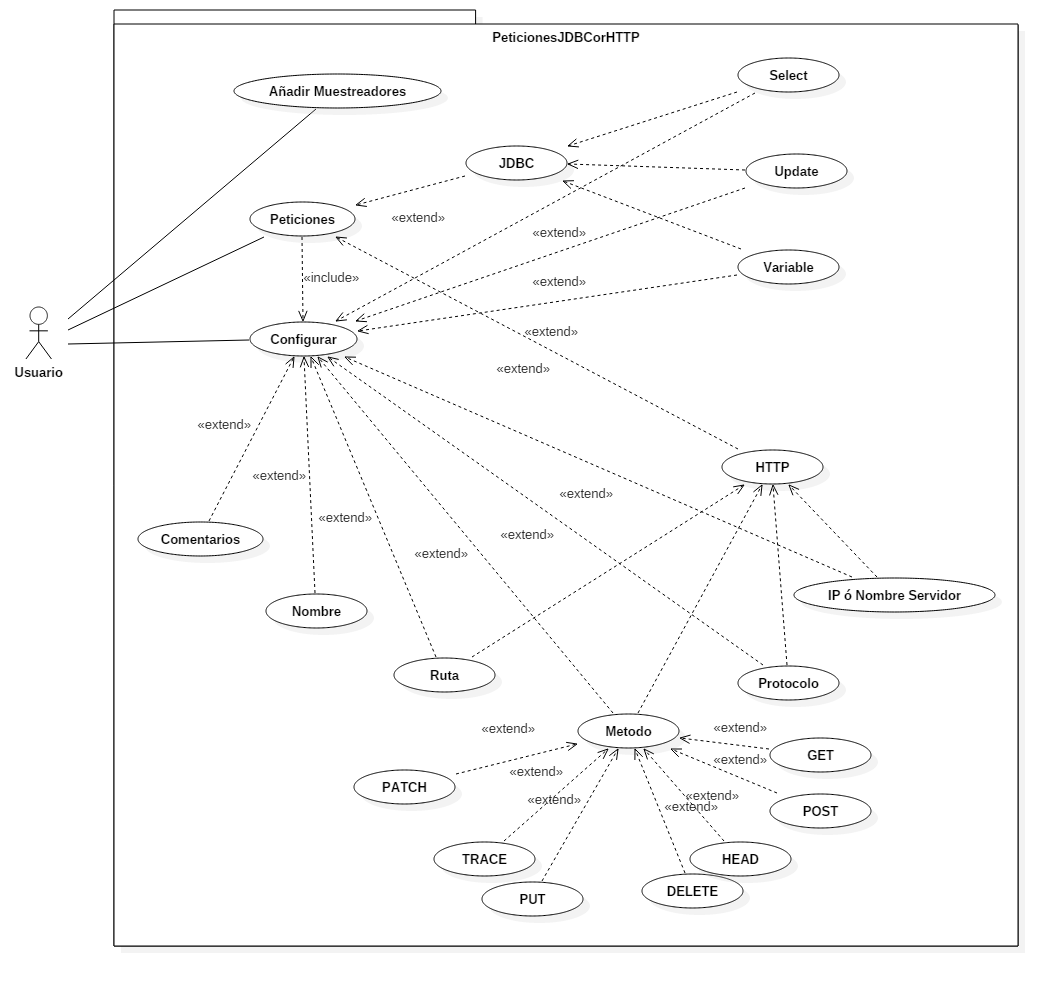 PeticionesJDBCorHTTP
Select
Añadir Muestreadores
JDBC
Update
Peticiones
«extend»
«extend»
Variable
«include»
«extend»
«extend»
Configurar
«extend»
Usuario
«extend»
HTTP
«extend»
«extend»
«extend»
«extend»
Comentarios
«extend»
IP ó Nombre Servidor
Nombre
Ruta
Protocolo
«extend»
«extend»
Metodo
GET
«extend»
«extend»
PATCH
«extend»
«extend»
«extend»
POST
TRACE
HEAD
DELETE
PUT